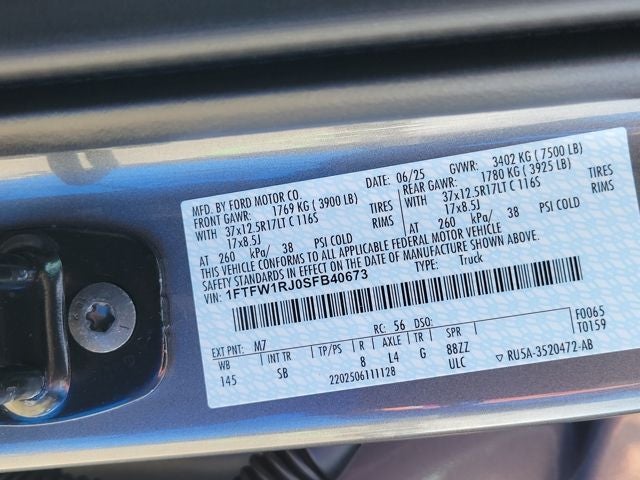 MFD. BY FORD MOTOR CO.
DATE: 06/25 GVWR: 3402 KG ( 7500 LB)
FRONT GAWR: 1769 KG ( 3900 LB)
REAR GAWR: 1780 KG ( 3925 LB)
WITH 37x12.5R17LT C 116S TIRES
37x12.5R17LT C 116S TIRES
17x8.5J RIMS
17x8.5J RIMS
AT 260 kPa/ 38 PSI COLD
AT 260 kPa/ 38 PSI COLD
THIS VEHICLE CONFORMS TO ALL APPLICABLE FEDERAL MOTOR VEHICLE
SAFETY STANDARDS IN EFFECT ON THE DATE OF MANUFACTURE SHOWN ABOVE.
VIN: 1FTFW1RJ0SFB40673
TYPE: Truck
F0065
T0159
EXT PNT: M7 RC: 56 DSO:
WB INT TR TP/PS R AXLE TR SPR
145 SB 8 L4 G 88ZZ
2202506111128 ULC
RU5A-3520472-AB